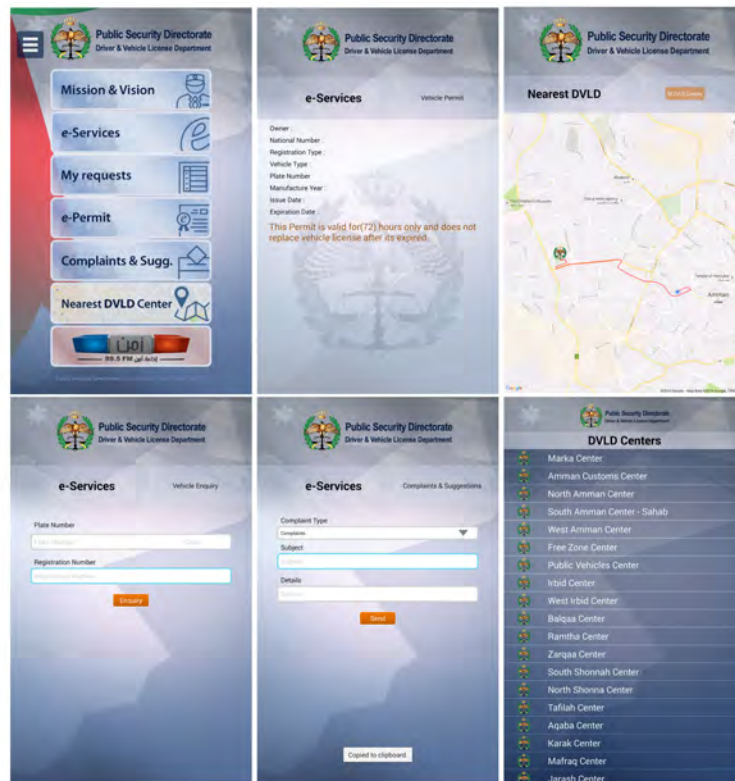 Public Security Directorate
Driver & Vehicle License Department
Mission & Vision
e-Services
My requests
e-Permit
Complaints & Sugg.
Nearest DVLD Center
أمن
99.5 FM إذاعة أمن
Public Security Directorate
Driver & Vehicle License Department
e-Services
Vehicle Permit
Owner :
National Number :
Registration Type :
Vehicle Type :
Plate Number
Manufacture Year :
Issue Date :
Expiration Date :
This Permit is valid for(72) hours only and does not
replace vehicle license after its expired.
Public Security Directorate
Driver & Vehicle License Department
Nearest DVLD
Amman
Google
Public Security Directorate
Driver & Vehicle License Department
e-Services
Vehicle Enquiry
Plate Number
Registration Number
Enquiry
Public Security Directorate
Driver & Vehicle License Department
e-Services
Complaints & Suggestions
Complaint Type
Complaints
Subject
Details
Send
Copied to clipboard
Public Security Directorate
Driver & Vehicle License Department
DVLD Centers
Marka Center
Amman Customs Center
North Amman Center
South Amman Center - Sahab
West Amman Center
Free Zone Center
Public Vehicles Center
Irbid Center
West Irbid Center
Balqaa Center
Ramtha Center
Zarqaa Center
South Shonnah Center
North Shonna Center
Tafilah Center
Aqaba Center
Karak Center
Mafraq Center
Jarash Center